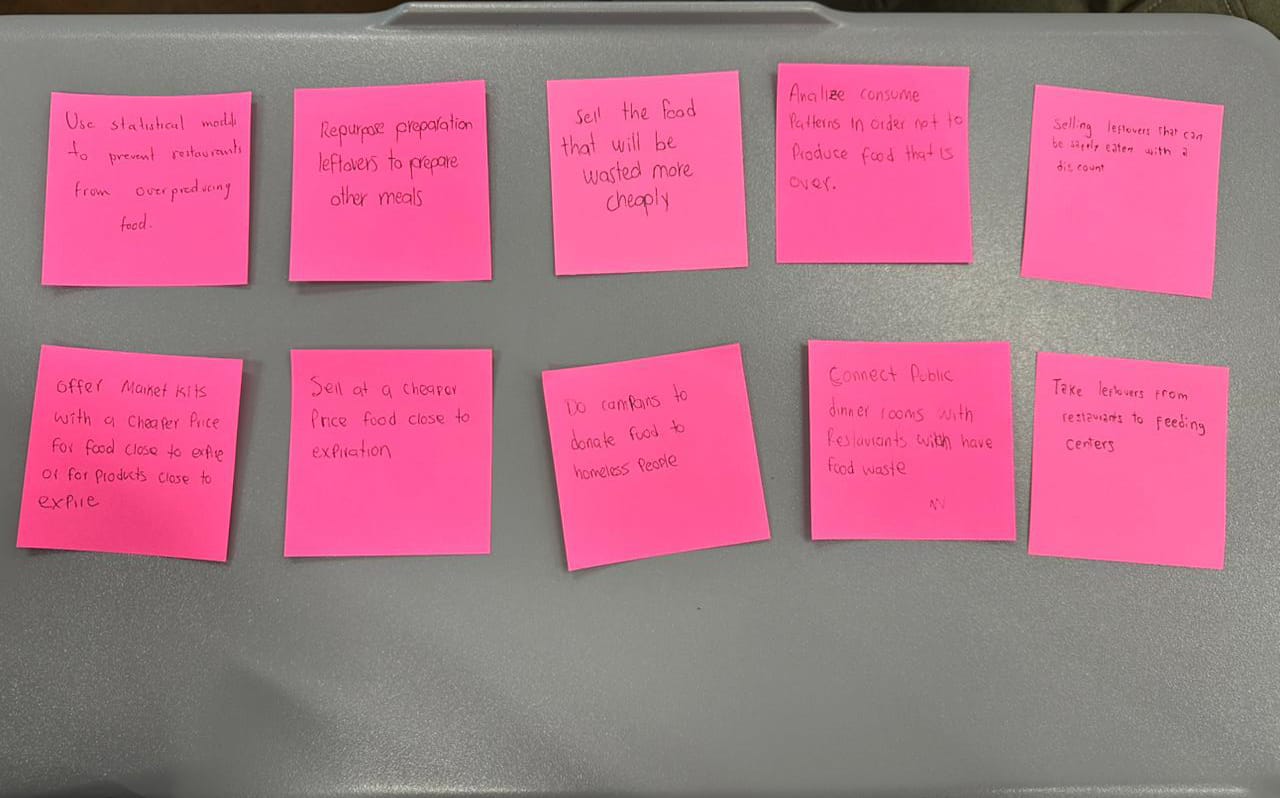 Use statistical models
to prevent restaurants
from overproducing
food.
Repurpose preparation
leftovers to prepare
other meals
Sell the food
that will be
wasted more
cheaply
Analize consume
Patterns in order not to
Produce food that is
over.
Selling leftovers that can
be safely eaten with a
discount
Offer Market Kits
with a cheaper Price
for food close to expire
or for products close to
expire
Sell at a cheaper
Price food close to
expiration
Do campains to
donate food to
homeless people
Connect Public
dinner rooms with
Restaurants with have
food waste
Take leftovers from
restaurants to feeding
centers